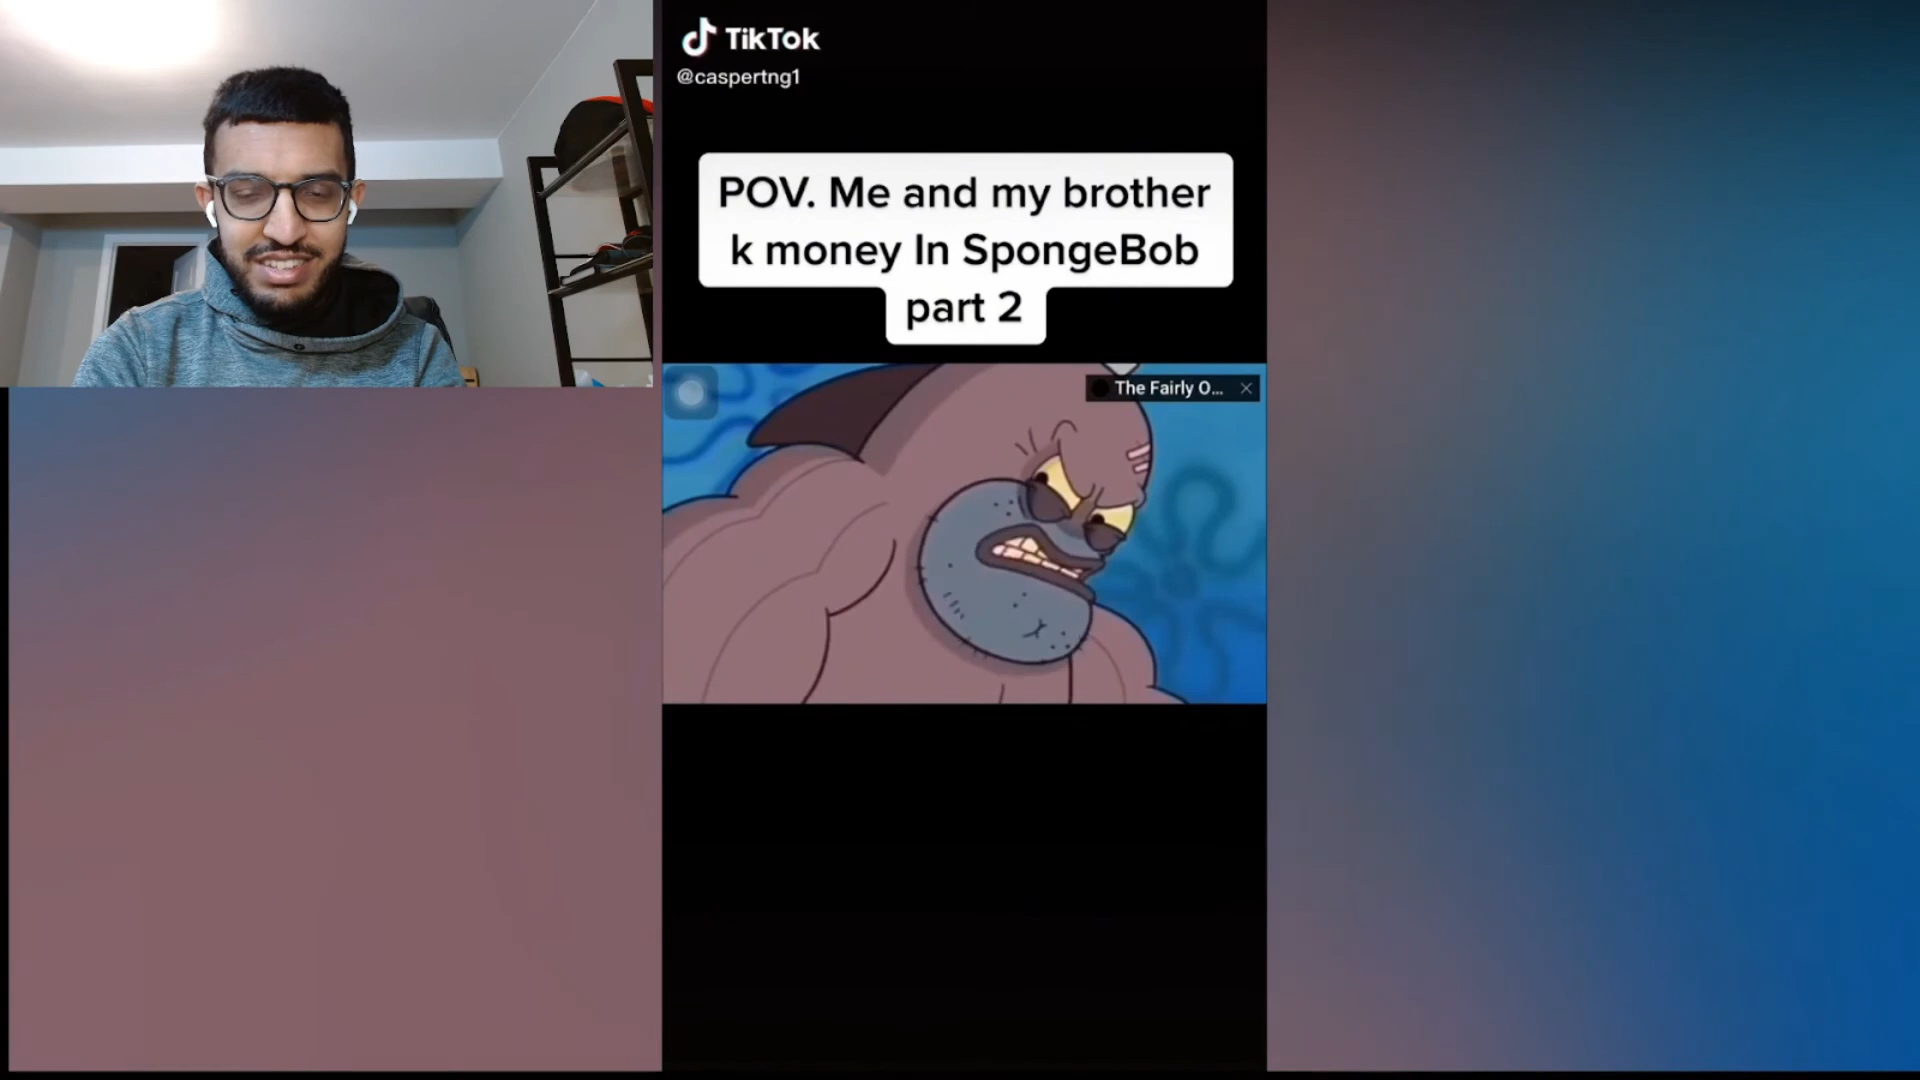 TikTok
@caspertng1
POV. Me and my brother
k money In SpongeBob
part 2
The Fairly O...